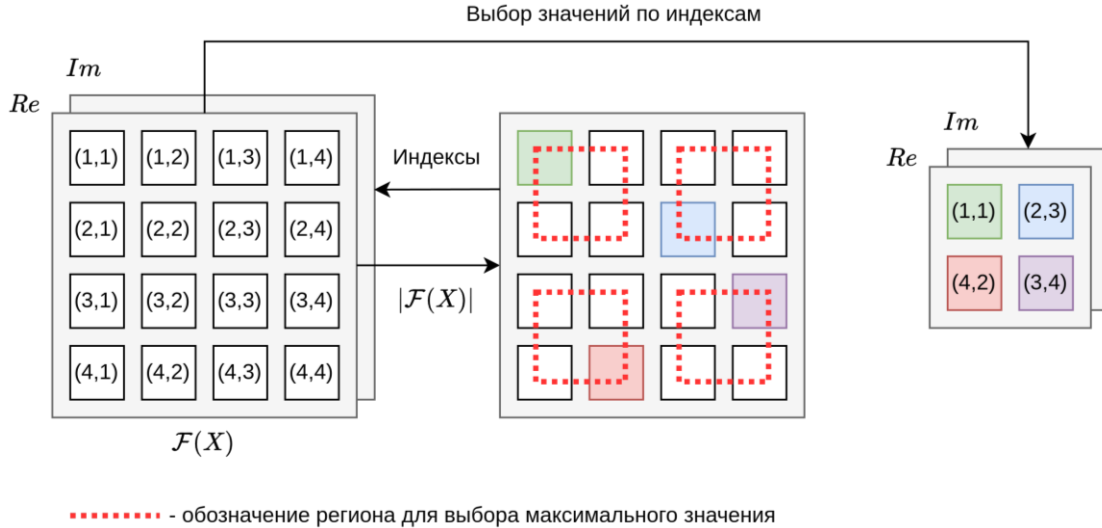 Выбор значений по индексам
Im
Re
(1,1) (1,2) (1,3) (1,4)
(2,1) (2,2) (2,3) (2,4)
(3,1) (3,2) (3,3) (3,4)
(4,1) (4,2) (4,3) (4,4)
ℱ(X)
Индексы
|ℱ(X)|
Im
Re
(1,1) (2,3)
(4,2) (3,4)
- обозначение региона для выбора максимального значения